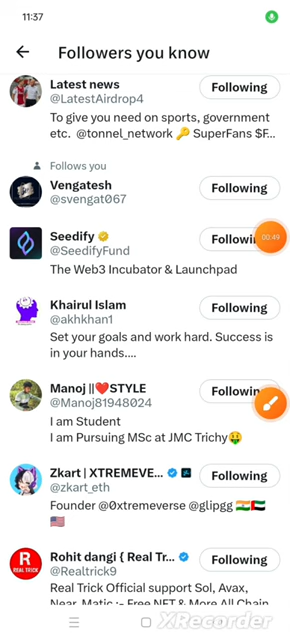 11:37
Followers you know
Latest news
Following
@LatestAirdrop4
To give you need on sports, government
etc. @tonnel_network 🔑 SuperFans $F...
Follows you
Vengatesh
Following
@svengat067
Seedify
Followin
00:49
@SeedifyFund
The Web3 Incubator & Launchpad
Khairul Islam
Following
@akhkhan1
Set your goals and work hard. Success is
in your hands....
Manoj ||❤️STYLE
Following
@Manoj81948024
I am Student
I am Pursuing MSc at JMC Trichy🤑
Zkart | XTREMEVE...
Following
@zkart_eth
Founder @0xtremeverse @glipgg 🇮🇳🇦🇪
🇺🇸
Rohit dangi { Real Tr...
Following
@Realtrick9
R
REAL TRICK
Real Trick Official support Sol, Avax,
Near, Matic :- Free NFT & More All Chain
XRecorder